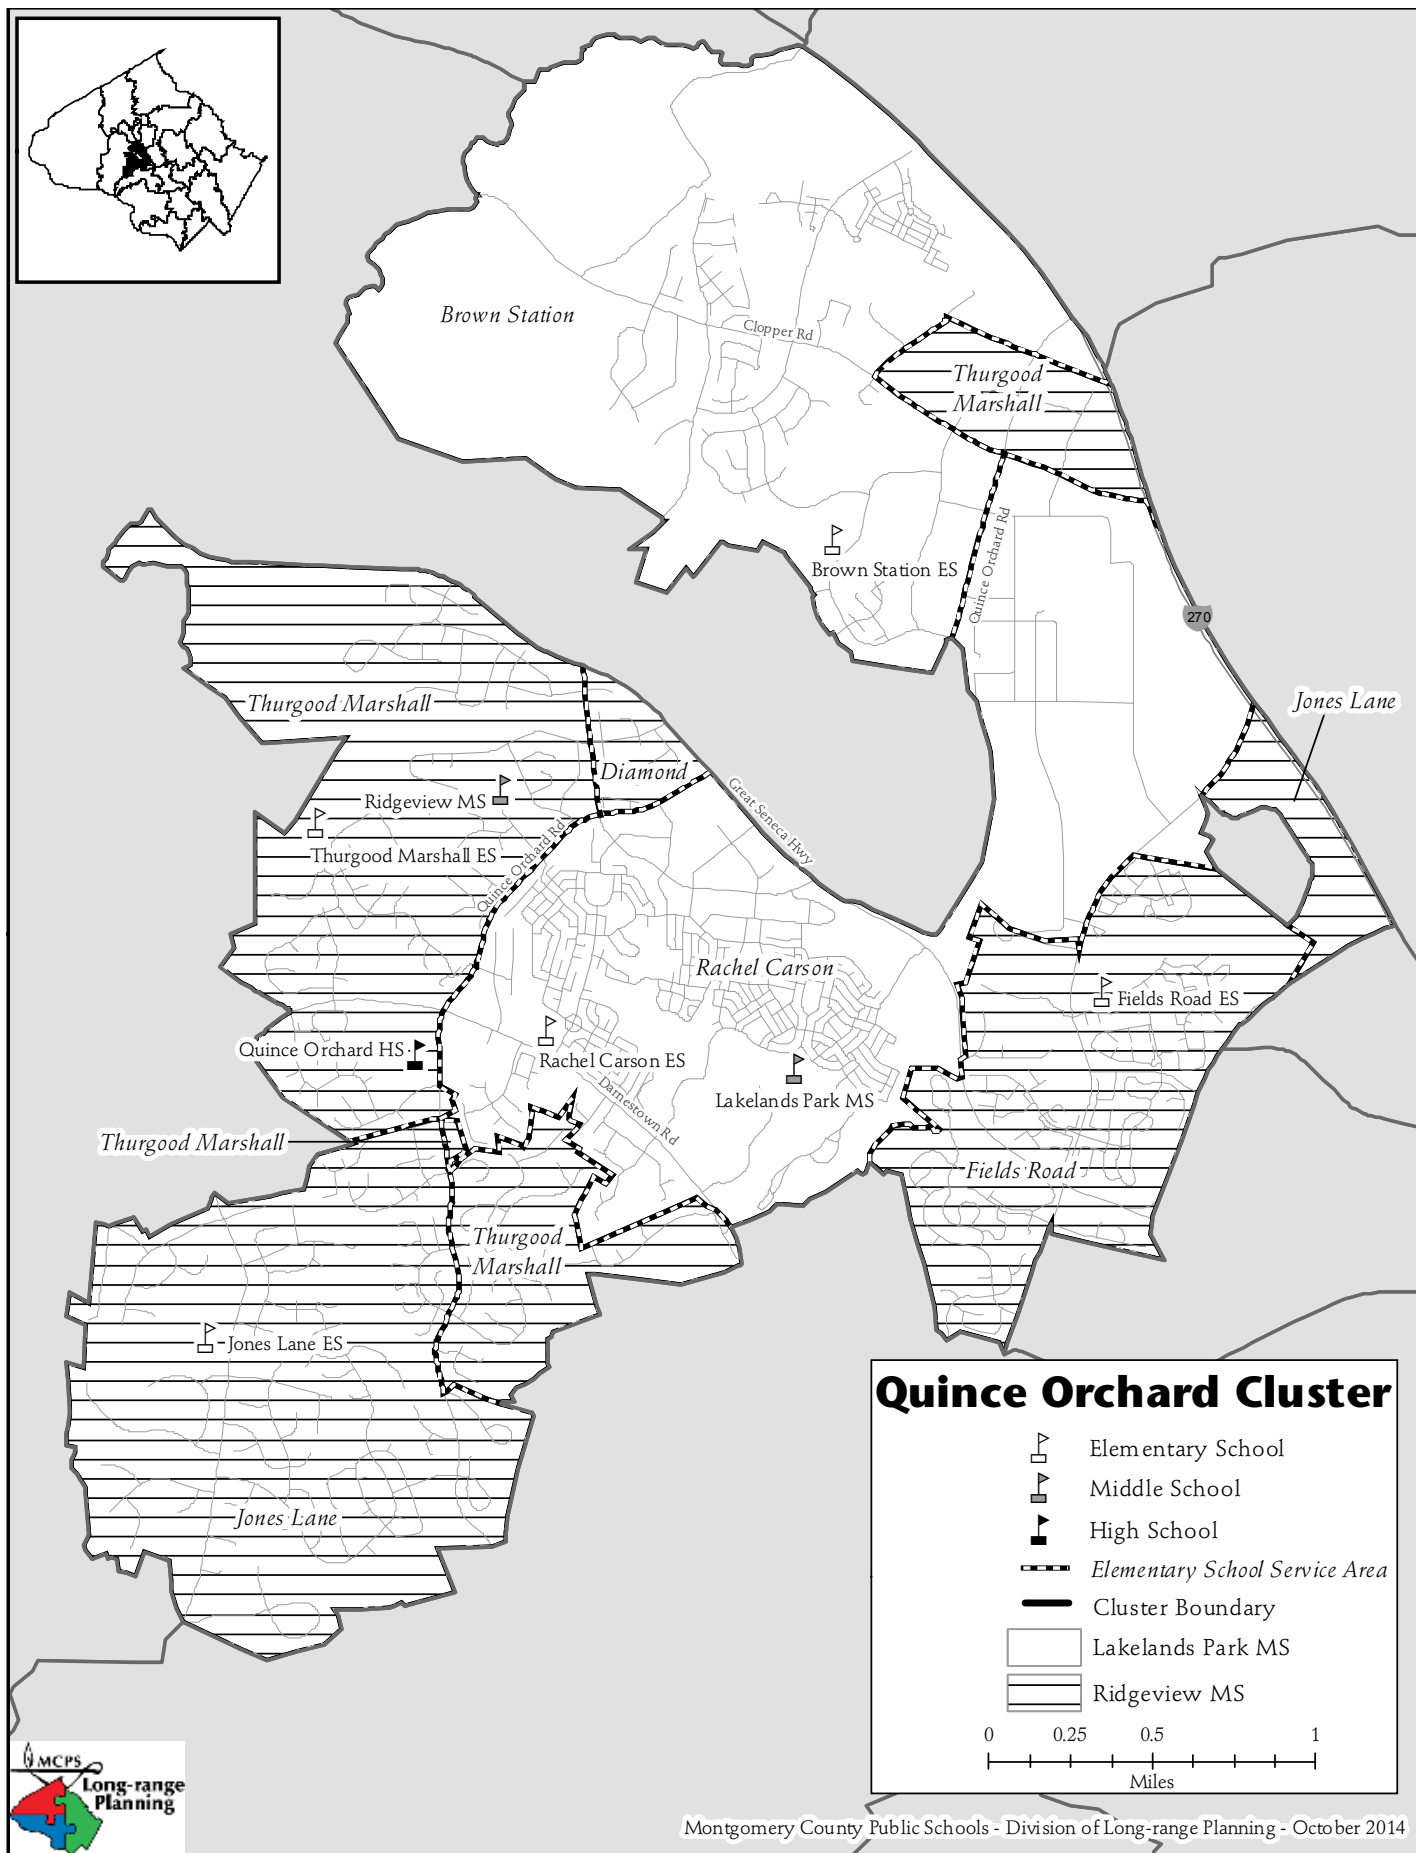 Brown Station
Clopper Rd
Thurgood
Marshall
Brown Station ES
Quince Orchard Rd
270
Jones Lane
Thurgood Marshall
Diamond
Ridgeview MS
Great Seneca Hwy
Thurgood Marshall ES
Quince Orchard Rd
Rachel Carson
Fields Road ES
Quince Orchard HS
Rachel Carson ES
Lakelands Park MS
Darnestown Rd
Thurgood Marshall
Fields Road
Thurgood
Marshall
Jones Lane ES
Jones Lane
Quince Orchard Cluster
Elementary School
Middle School
High School
Elementary School Service Area
Cluster Boundary
Lakelands Park MS
Ridgeview MS
0 0.25 0.5 1
Miles
MCPS
Long-range
Planning
Montgomery County Public Schools - Division of Long-range Planning - October 2014